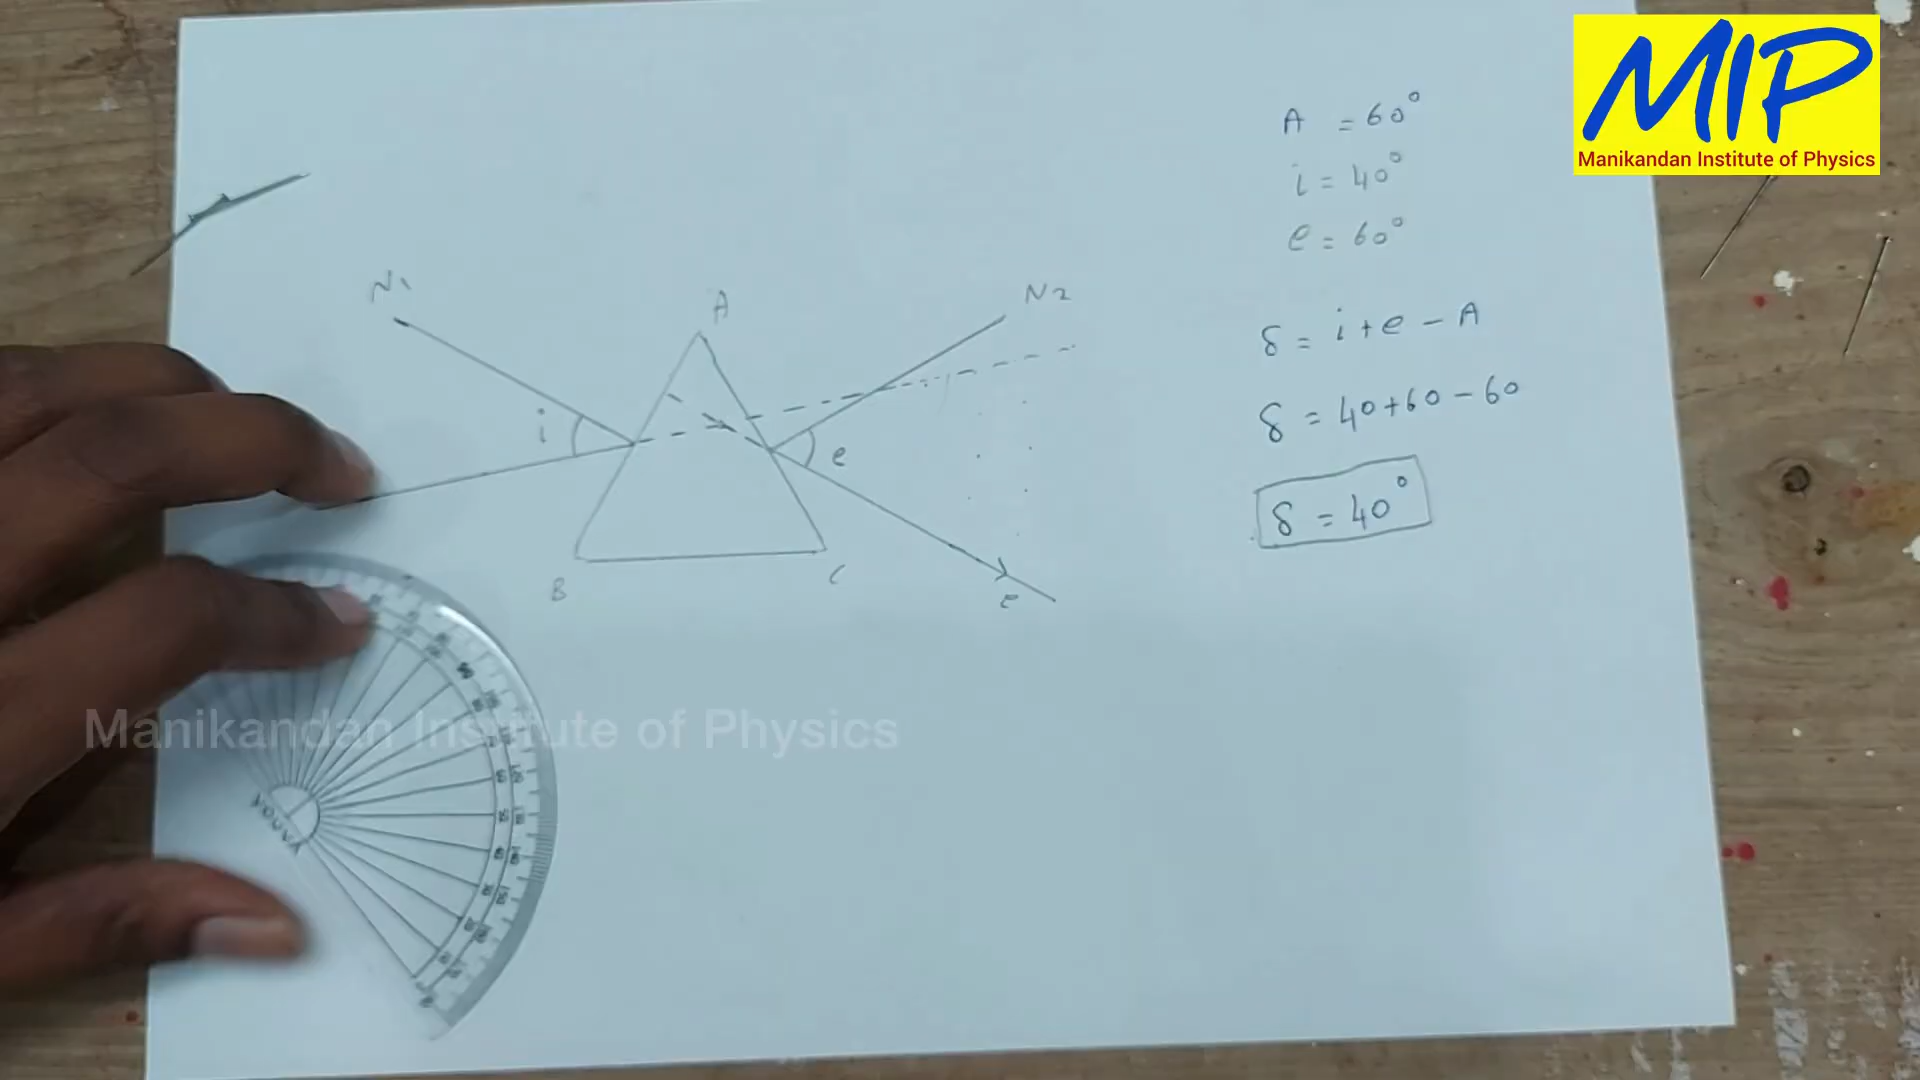 MIP
Manikandan Institute of Physics
A = 60°
i = 40°
e = 60°
N1
A
N2
δ = i + e - A
i
e
δ = 40 + 60 - 60
δ = 40°
B
C
e
Manikandan Institute of Physics